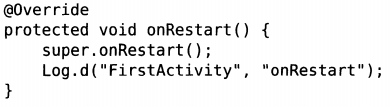 @Override
protected void onRestart() {
    super.onRestart();
    Log.d("FirstActivity", "onRestart");
}